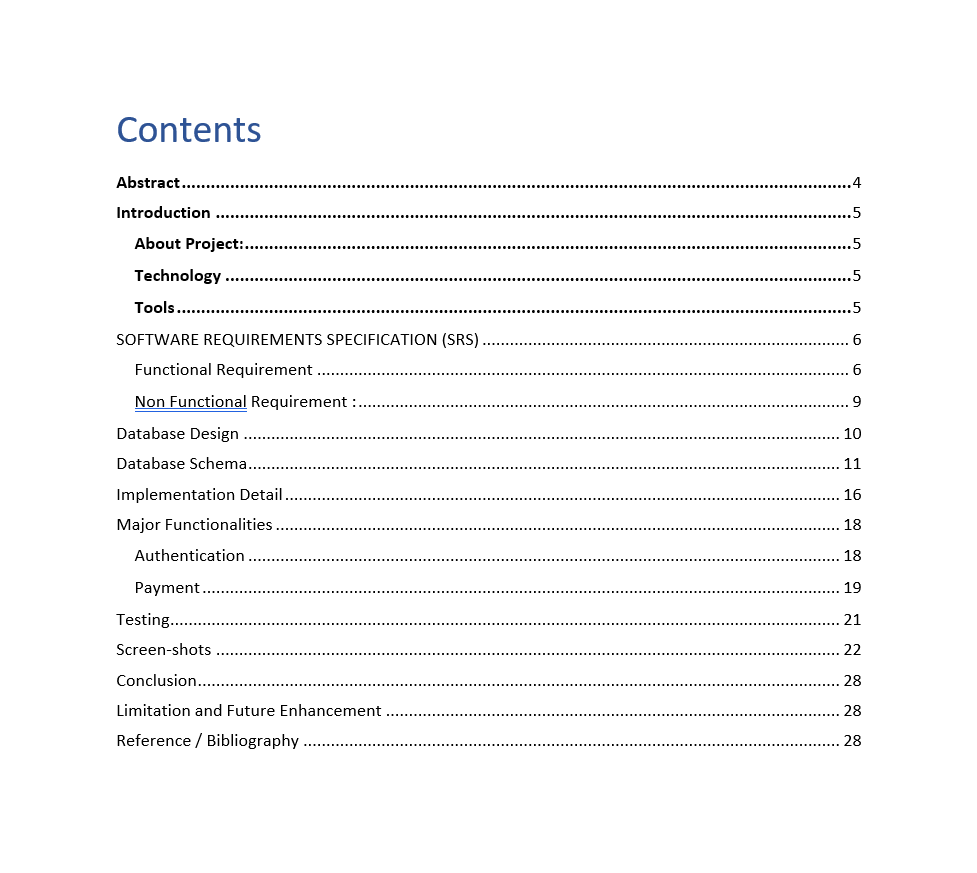 Contents
Abstract....................................................................................................................................................4
Introduction ............................................................................................................................................5
About Project:......................................................................................................................................5
Technology ..........................................................................................................................................5
Tools.....................................................................................................................................................5
SOFTWARE REQUIREMENTS SPECIFICATION (SRS) ................................................................................ 6
Functional Requirement .................................................................................................................... 6
Non Functional Requirement :........................................................................................................... 9
Database Design ................................................................................................................................. 10
Database Schema................................................................................................................................ 11
Implementation Detail........................................................................................................................ 16
Major Functionalities .......................................................................................................................... 18
Authentication ................................................................................................................................. 18
Payment........................................................................................................................................... 19
Testing................................................................................................................................................. 21
Screen-shots ....................................................................................................................................... 22
Conclusion........................................................................................................................................... 28
Limitation and Future Enhancement .................................................................................................. 28
Reference / Bibliography .................................................................................................................... 28